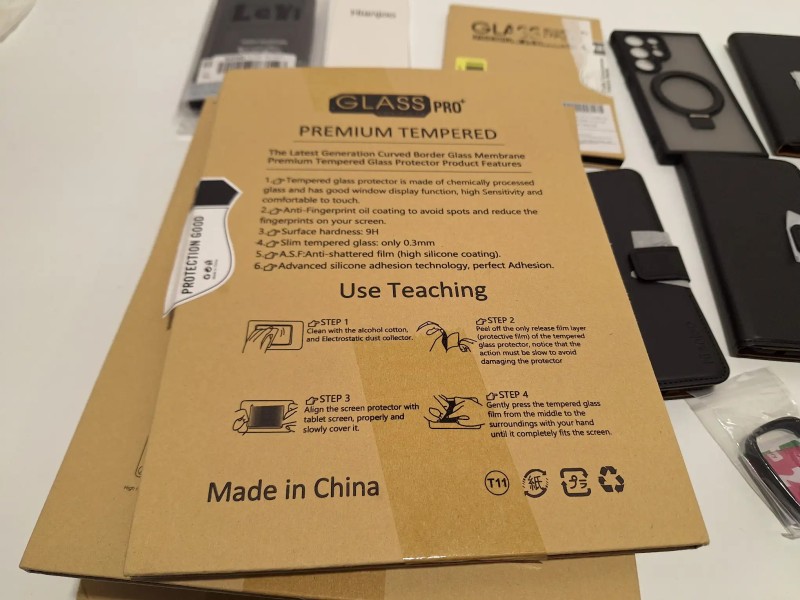 LeYi
GLASS
GLASS PRO+
PREMIUM TEMPERED
The Latest Generation Curved Border Glass Membrane
Premium Tempered Glass Protector Product Features
1.☞Tempered glass protector is made of chemically processed
glass and has good window display function, high Sensitivity and
comfortable to touch.
2.☞Anti-Fingerprint oil coating to avoid spots and reduce the
fingerprints on your screen.
3.☞Surface hardness: 9H
4.☞Slim tempered glass: only 0.3mm
5.☞A.S.F:Anti-shattered film (high silicone coating).
6.☞Advanced silicone adhesion technology, perfect Adhesion.
PROTECTION GOOD
Use Teaching
☞STEP 1
Clean with the alcohol cotton,
and Electrostatic dust collector.
☞STEP 2
Peel off the only release film layer
(protective film) of the tempered
glass protector, notice that the
action must be slow to avoid
damaging the protector
☞STEP 3
Align the screen protector with
tablet screen, properly and
slowly cover it.
☞STEP 4
Gently press the tempered glass
film from the middle to the
surroundings with your hand
until it completely fits the screen.
Made in China
T11
紙
プラ